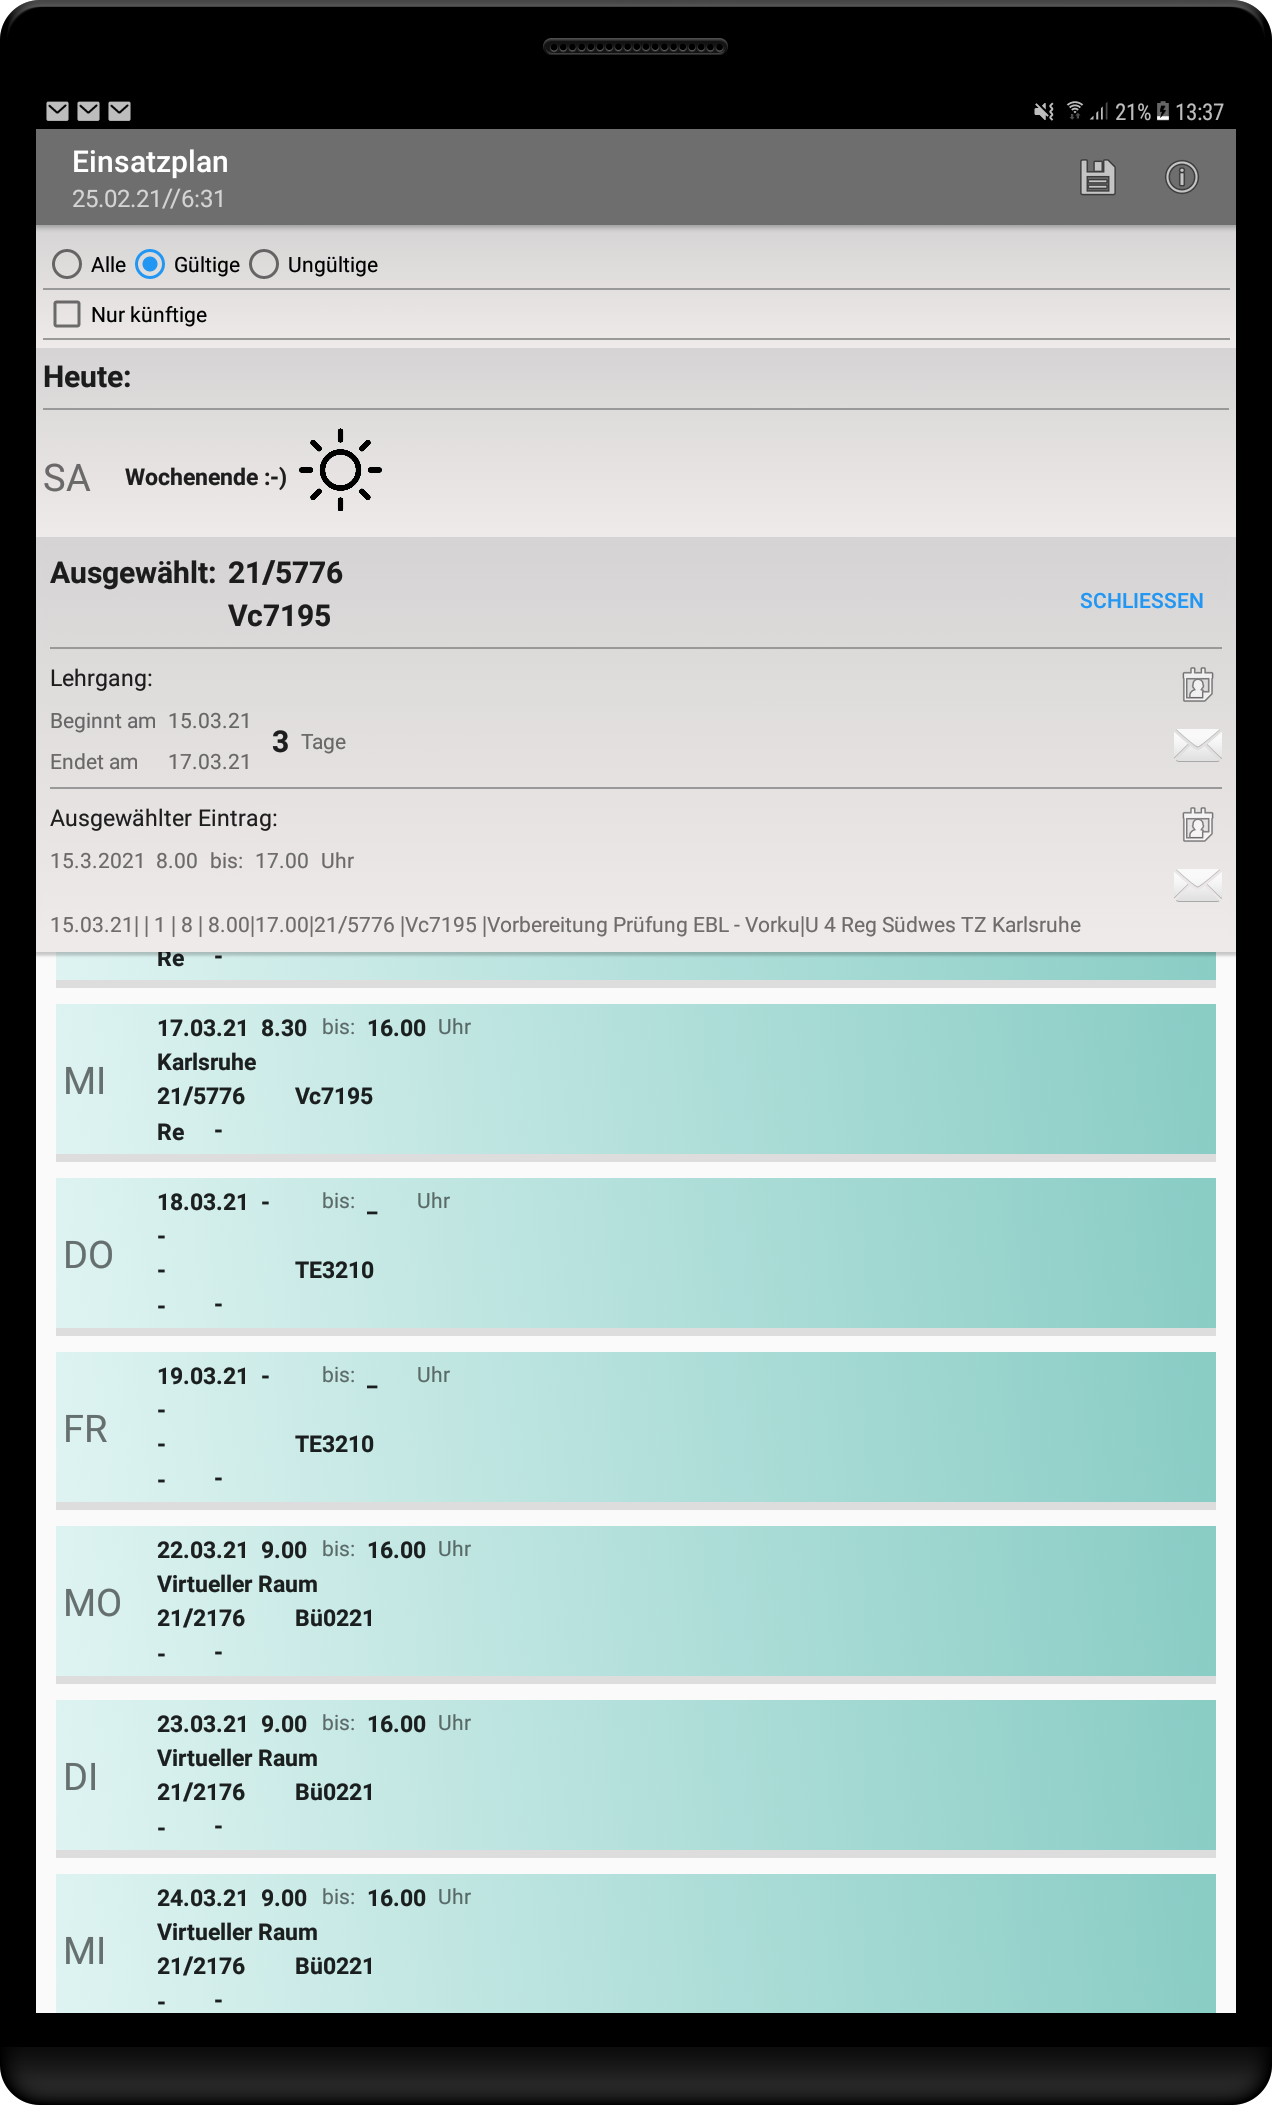 21% 13:37
Einsatzplan
25.02.21//6:31
Alle Gültige Ungültige
Nur künftige
Heute:
SA Wochenende :-)
Ausgewählt: 21/5776
Vc7195
SCHLIESSEN
Lehrgang:
Beginnt am 15.03.21
3 Tage
Endet am 17.03.21
Ausgewählter Eintrag:
15.3.2021 8.00 bis: 17.00 Uhr
15.03.21| | 1 | 8 | 8.00|17.00|21/5776 |Vc7195 |Vorbereitung Prüfung EBL - Vorku|U 4 Reg Südwes TZ Karlsruhe
Re -
17.03.21 8.30 bis: 16.00 Uhr
Karlsruhe
MI
21/5776 Vc7195
Re -
18.03.21 - bis: _ Uhr
-
DO
- TE3210
- -
19.03.21 - bis: _ Uhr
-
FR
- TE3210
- -
22.03.21 9.00 bis: 16.00 Uhr
Virtueller Raum
MO
21/2176 Bü0221
- -
23.03.21 9.00 bis: 16.00 Uhr
Virtueller Raum
DI
21/2176 Bü0221
- -
24.03.21 9.00 bis: 16.00 Uhr
Virtueller Raum
MI
21/2176 Bü0221
- -